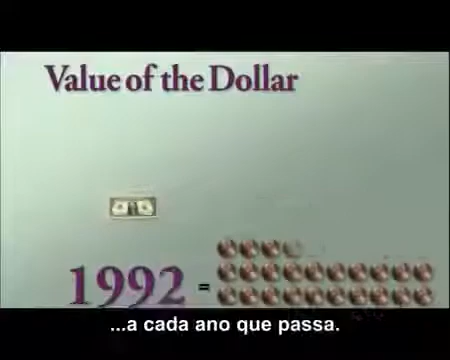 Value of the Dollar
1992 =
...a cada ano que passa.